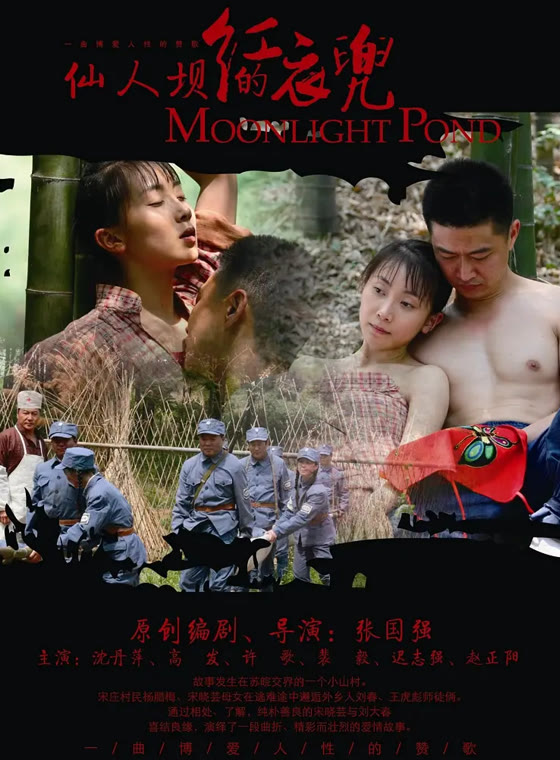 一曲博爱人性的赞歌
仙人坝红的衣兜
MOONLIGHT POND
原创编剧、导演：张国强
主演：沈丹萍、高 发、许 歌、裴 毅、迟志强、赵正阳
故事发生在苏皖交界的一个小山村。
宋庄村民杨腊梅、宋晓芸母女在逃难途中邂逅外乡人刘春、王虎彪师徒俩。
通过相处、了解，纯朴善良的宋晓芸与刘大春
喜结良缘，演绎了一段曲折、精彩而壮烈的爱情故事。
一/曲/博/爱/人/性/的/赞/歌